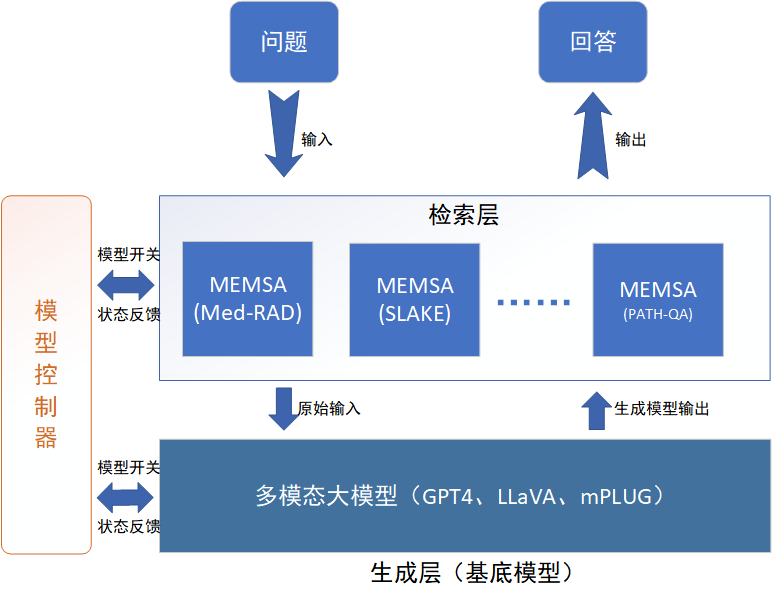 问题
回答
输入
输出
检索层
模型开关
状态反馈
MEMSA
(Med-RAD)
MEMSA
(SLAKE)
MEMSA
(PATH-QA)
模
型
控
制
器
原始输入
生成模型输出
模型开关
状态反馈
多模态大模型（GPT4、LLaVA、mPLUG）
生成层（基底模型）